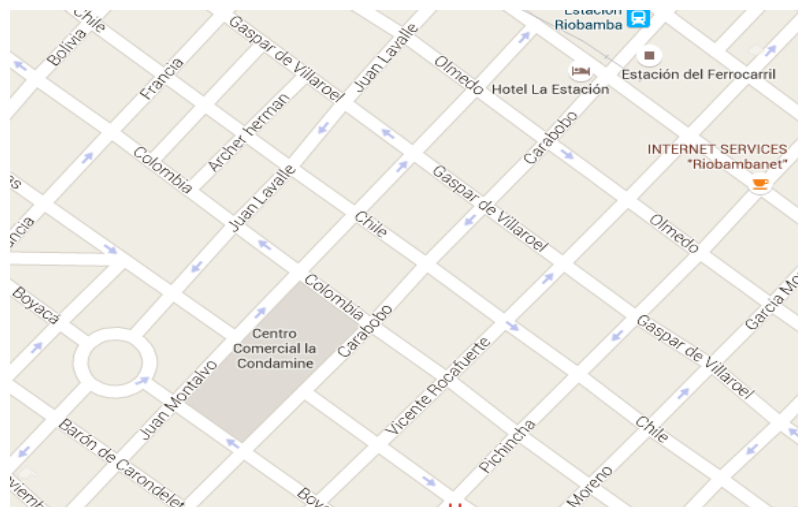 Estación
Riobamba
Chile
Bolivia
Gaspar de Villaroel
Juan Lavalle
Francia
Olmedo
Estación del Ferrocarril
Hotel La Estación
Archer herman
Carabobo
INTERNET SERVICES
"Riobambanet"
Colombia
Juan Lavalle
Gaspar de Villaroel
Chile
Olmedo
Colombia
García Mo
Boyacá
Centro
Comercial la
Condamine
Carabobo
Gaspar de Villaroel
Vicente Rocafuerte
Juan Montalvo
Chile
Barón de Carondelet
Pichincha
Moreno